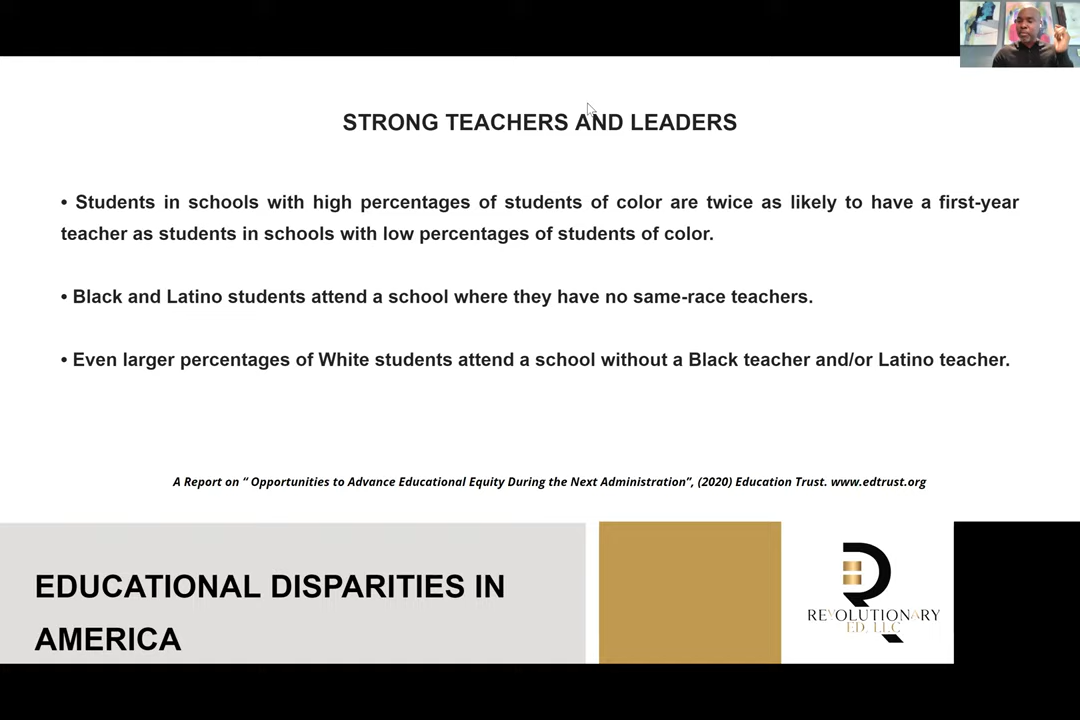 STRONG TEACHERS AND LEADERS
• Students in schools with high percentages of students of color are twice as likely to have a first-year
teacher as students in schools with low percentages of students of color.
• Black and Latino students attend a school where they have no same-race teachers.
• Even larger percentages of White students attend a school without a Black teacher and/or Latino teacher.
A Report on “ Opportunities to Advance Educational Equity During the Next Administration”, (2020) Education Trust. www.edtrust.org
EDUCATIONAL DISPARITIES IN
AMERICA
REVOLUTIONARY
ED, LLC